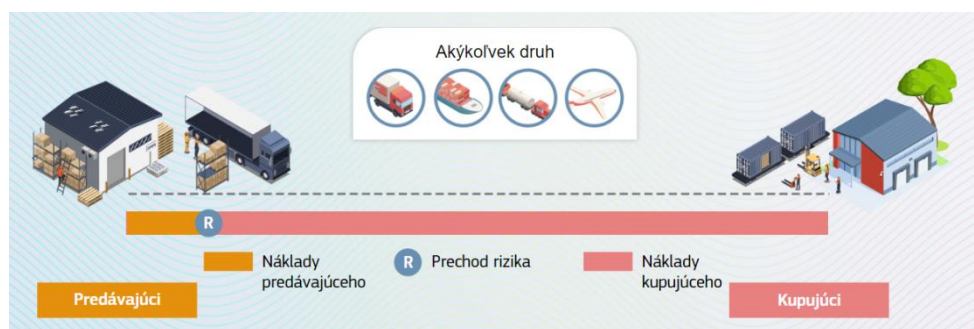 Akýkoľvek druh
R
Náklady
predávajúceho
R
Prechod rizika
Náklady
kupujúceho
Predávajúci
Kupujúci